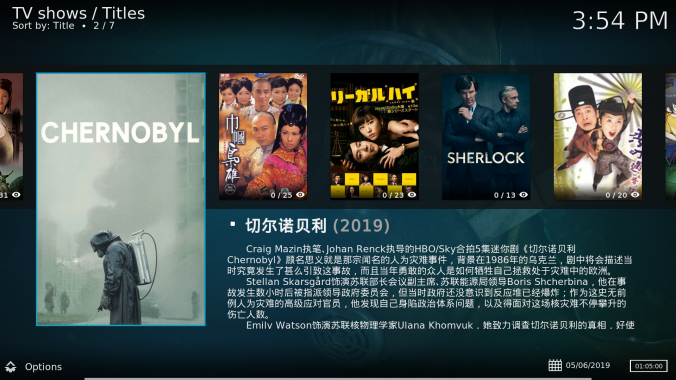 TV shows / Titles
Sort by: Title • 2 / 7
3:54 PM
CHERNOBYL
巾帼枭雄
リーガルハイ
SHERLOCK
31
0 / 25
0 / 23
0 / 13
0 / 20
切尔诺贝利 (2019)
Craig Mazin执笔,Johan Renck执导的HBO/Sky合拍5集迷你剧《切尔诺贝利
Chernobyl》顾名思义就是那宗闻名的人为灾难事件，背景在1986年的乌克兰，剧中将会描述当
时究竟发生了甚么引致这事故，而且当年勇敢的众人是如何牺牲自己拯救处于灾难中的欧洲。
Stellan Skarsgård饰演苏联部长会议副主席､苏联能源局领导Boris Shcherbina，他在事
故发生数小时后被指派领导政府委员会，但当时政府还没意识到反应堆已经爆炸；作为这史无前
例人为灾难的高级应对官员，他发现自己身陷政治体系问题，以及得面对这场核灾难不停攀升的
伤亡人数。
Emily Watson饰演苏联核物理学家Ulana Khomyuk，她致力调查切尔诺贝利的真相，好使
Options
05/06/2019
01:05:00